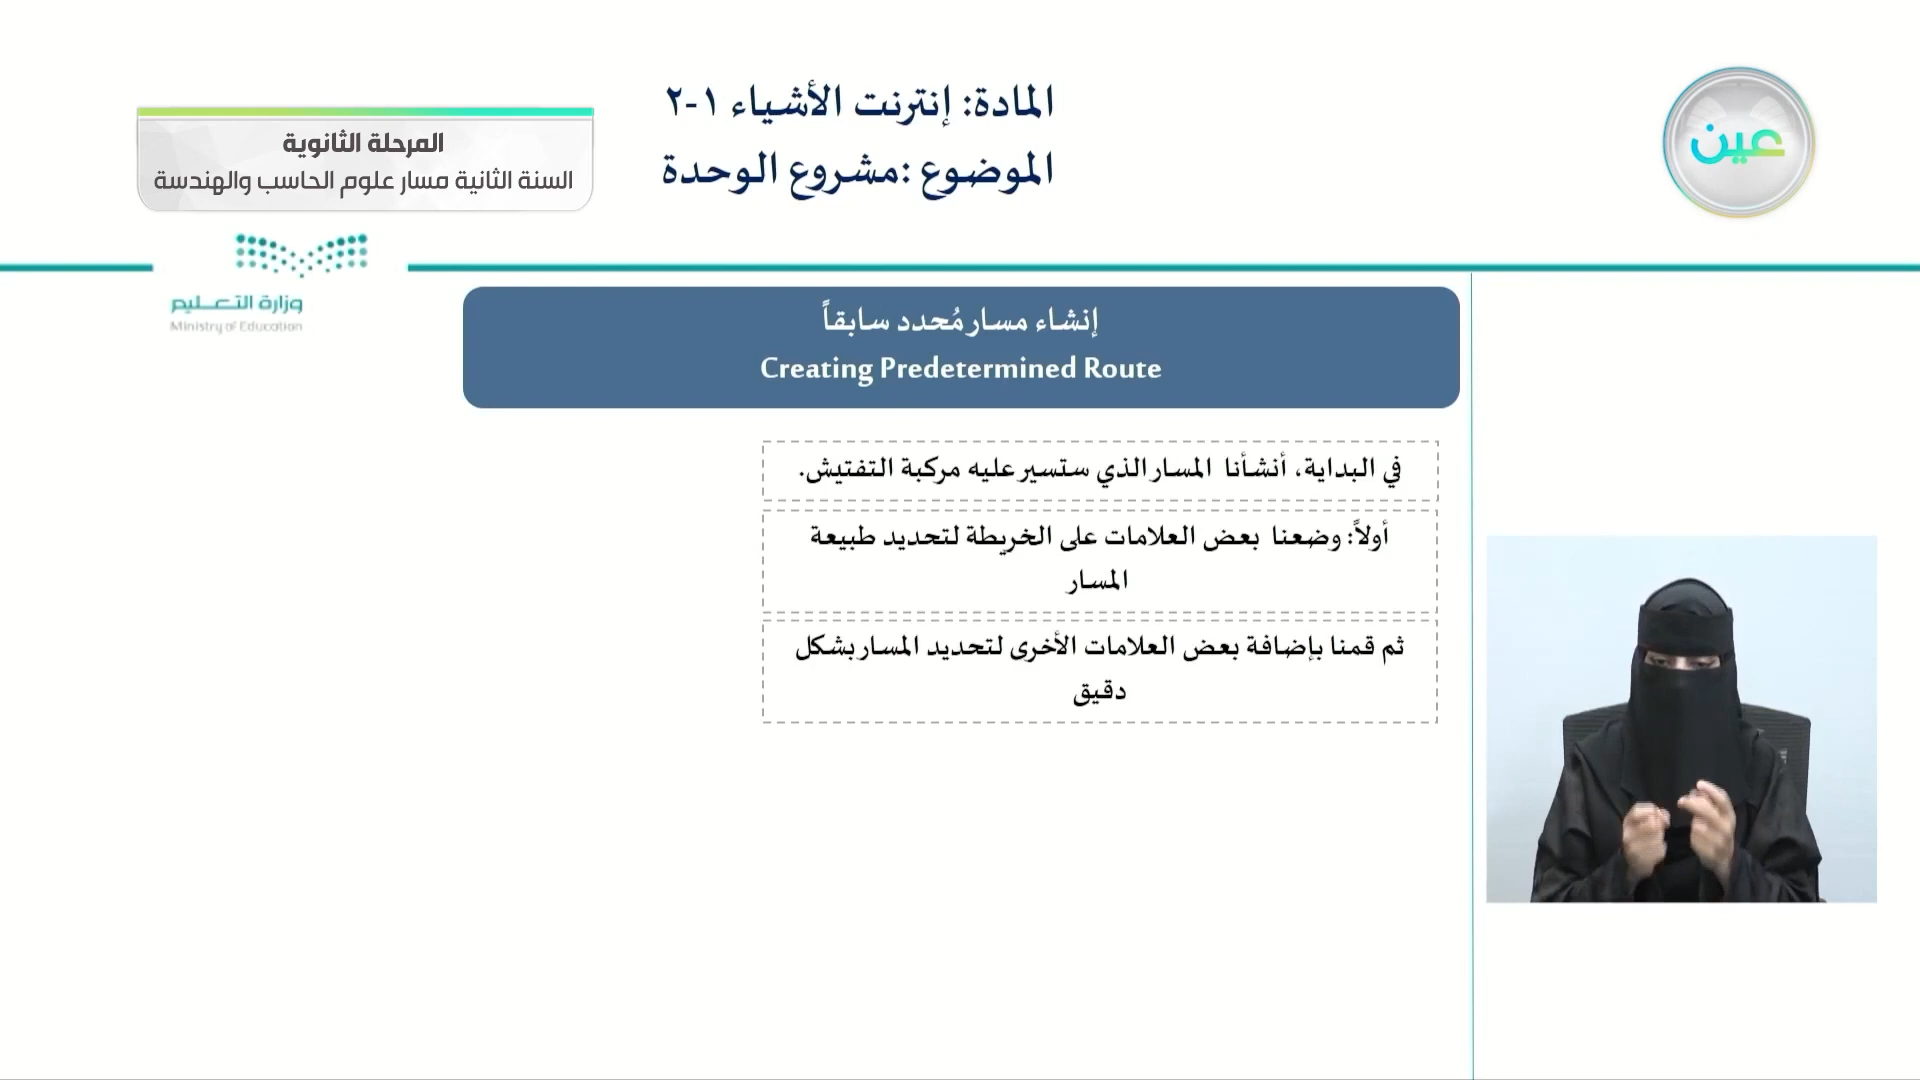 المادة: إنترنت الأشياء ١-٢
الموضوع :مشروع الوحدة
عين
المرحلة الثانوية
السنة الثانية مسار علوم الحاسب والهندسة
وزارة التعليم
Ministry of Education
إنشاء مسار مُحدد سابقاً
Creating Predetermined Route
في البداية، أنشأنا المسار الذي ستسير عليه مركبة التفتيش.
أولاً: وضعنا بعض العلامات على الخريطة لتحديد طبيعة
المسار
ثم قمنا بإضافة بعض العلامات الأخرى لتحديد المسار بشكل
دقيق